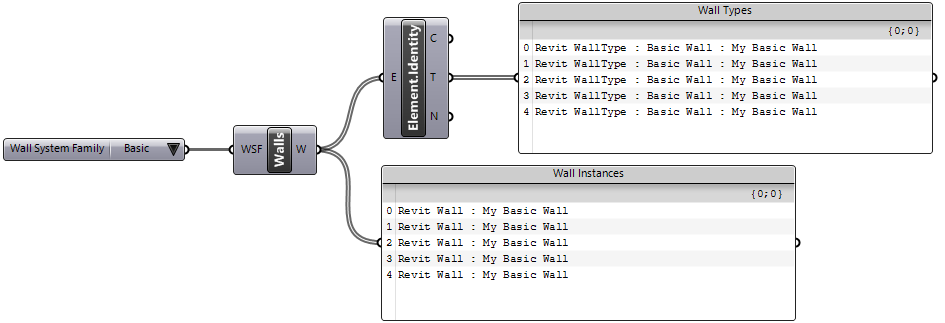 Wall System Family Basic
WSF Walls W
E Element.Identity C T N
Wall Types
{0;0}
0 Revit WallType : Basic Wall : My Basic Wall
1 Revit WallType : Basic Wall : My Basic Wall
2 Revit WallType : Basic Wall : My Basic Wall
3 Revit WallType : Basic Wall : My Basic Wall
4 Revit WallType : Basic Wall : My Basic Wall
Wall Instances
{0;0}
0 Revit Wall : My Basic Wall
1 Revit Wall : My Basic Wall
2 Revit Wall : My Basic Wall
3 Revit Wall : My Basic Wall
4 Revit Wall : My Basic Wall